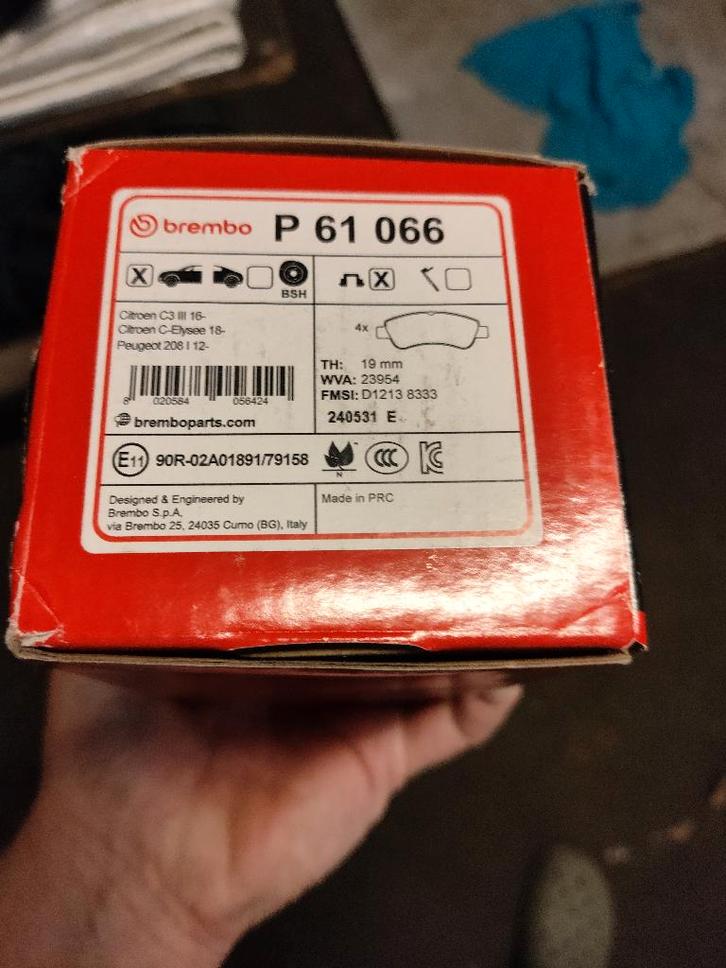 brembo P 61 066
X
BSH
X
Citroen C3 III 16-
Citroen C-Elysee 18-
Peugeot 208 I 12-
4x
TH: 19 mm
WVA: 23954
FMSI: D1213 8333
8 020584 056424
240531 E
bremboparts.com
E11 90R-02A01891/79158
N
CCC
KC
Designed & Engineered by
Brembo S.p.A.
via Brembo 25, 24035 Curno (BG), Italy
Made in PRC